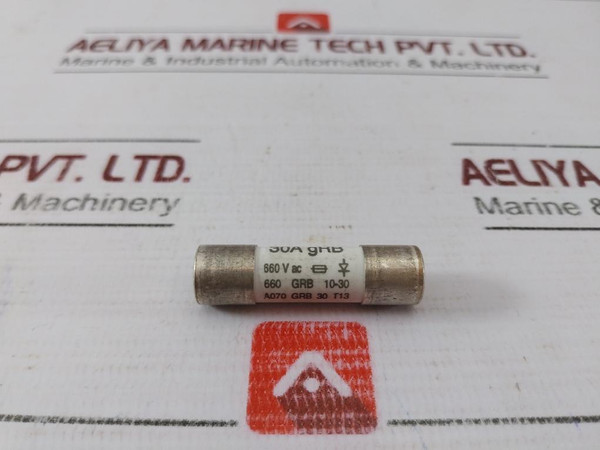 AELIYA MARINE TECH PVT. LTD.
Marine & Industrial Automation & Machinery
PVT. LTD.
& Machinery
AELIYA
Marine &
30A gRB
660 V ac
660 GRB 10-30
A070 GRB 30 T13